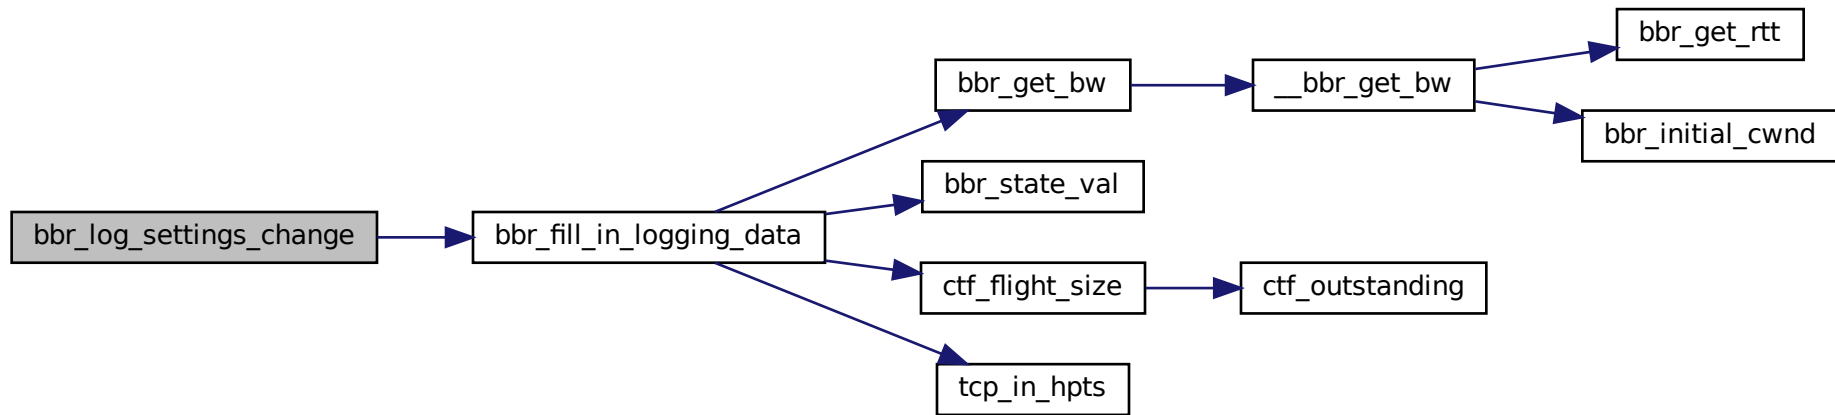 bbr_get_rtt
bbr_get_bw
__bbr_get_bw
bbr_initial_cwnd
bbr_state_val
bbr_log_settings_change
bbr_fill_in_logging_data
ctf_flight_size
ctf_outstanding
tcp_in_hpts